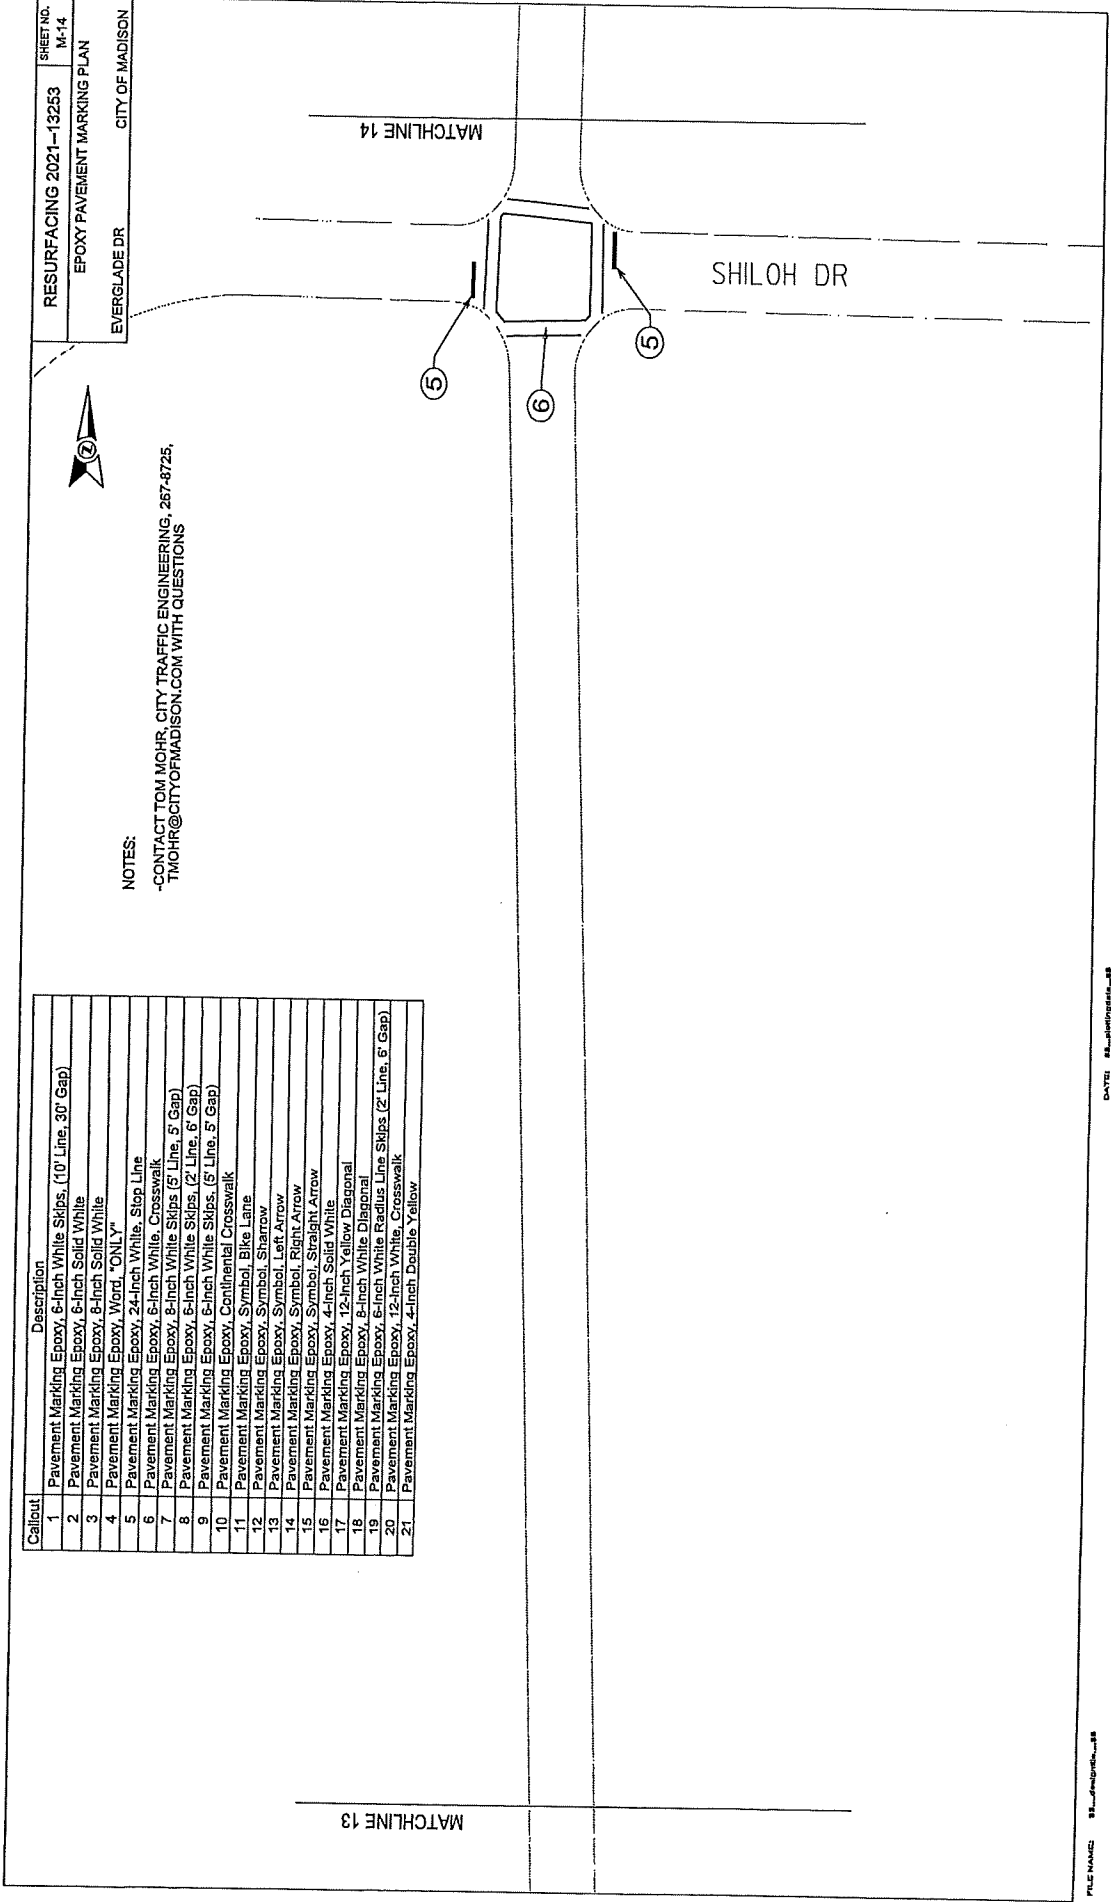 RESURFACING 2021-13253
SHEET NO.
M-14
EPOXY PAVEMENT MARKING PLAN
EVERGLADE DR
CITY OF MADISON
Callout Description
1 Pavement Marking Epoxy, 6-Inch White Skips, (10' Line, 30' Gap)
2 Pavement Marking Epoxy, 6-Inch Solid White
3 Pavement Marking Epoxy, 8-Inch Solid White
4 Pavement Marking Epoxy, Word, "ONLY"
5 Pavement Marking Epoxy, 24-Inch White, Stop Line
6 Pavement Marking Epoxy, 6-Inch White, Crosswalk
7 Pavement Marking Epoxy, 8-Inch White Skips (5' Line, 5' Gap)
8 Pavement Marking Epoxy, 6-Inch White Skips, (2' Line, 6' Gap)
9 Pavement Marking Epoxy, 6-Inch White Skips, (5' Line, 5' Gap)
10 Pavement Marking Epoxy, Continental Crosswalk
11 Pavement Marking Epoxy, Symbol, Bike Lane
12 Pavement Marking Epoxy, Symbol, Sharrow
13 Pavement Marking Epoxy, Symbol, Left Arrow
14 Pavement Marking Epoxy, Symbol, Right Arrow
15 Pavement Marking Epoxy, Symbol, Straight Arrow
16 Pavement Marking Epoxy, 4-Inch Solid White
17 Pavement Marking Epoxy, 12-Inch Yellow Diagonal
18 Pavement Marking Epoxy, 8-Inch White Diagonal
19 Pavement Marking Epoxy, 6-Inch White Radius Line Skips (2' Line, 6' Gap)
20 Pavement Marking Epoxy, 12-Inch White, Crosswalk
21 Pavement Marking Epoxy, 4-Inch Double Yellow
NOTES:
-CONTACT TOM MOHR, CITY TRAFFIC ENGINEERING, 267-8725,
TMOHR@CITYOFMADISON.COM WITH QUESTIONS
Z
MATCHLINE 13
MATCHLINE 14
5
6
5
SHILOH DR
FILE NAME:
DATE: